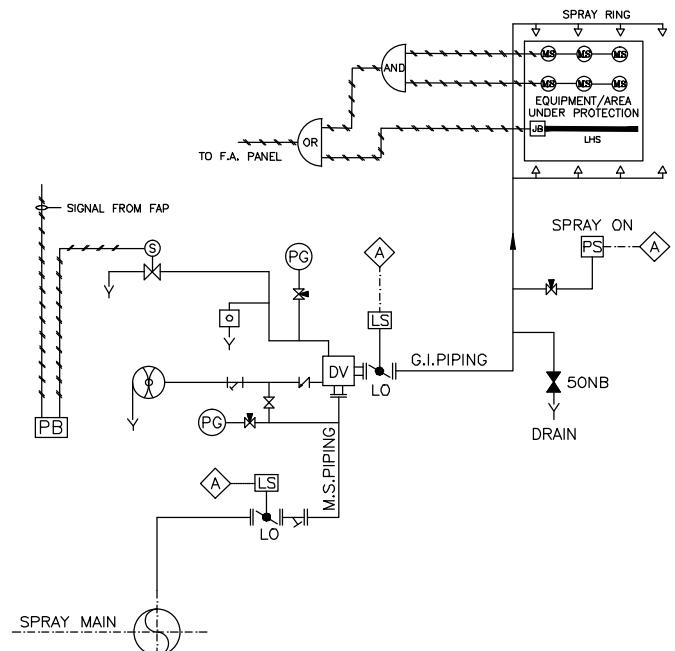 SPRAY RING
MS MS MS
AND
MS MS MS
EQUIPMENT/AREA
UNDER PROTECTION
JB
LHS
OR
TO F.A. PANEL
SIGNAL FROM FAP
SPRAY ON
S
PG
A
PS
A
LS
G.I.PIPING
DV
LO
50NB
DRAIN
PB
PG
M.S.PIPING
A
LS
LO
SPRAY MAIN